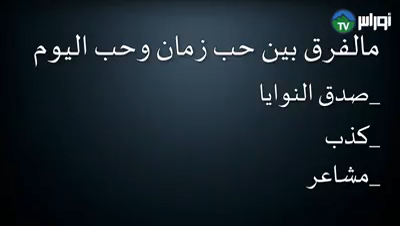 نوراس
TV
مالفرق بين حب زمان وحب اليوم
_صدق النوايا
_كذب
_مشاعر